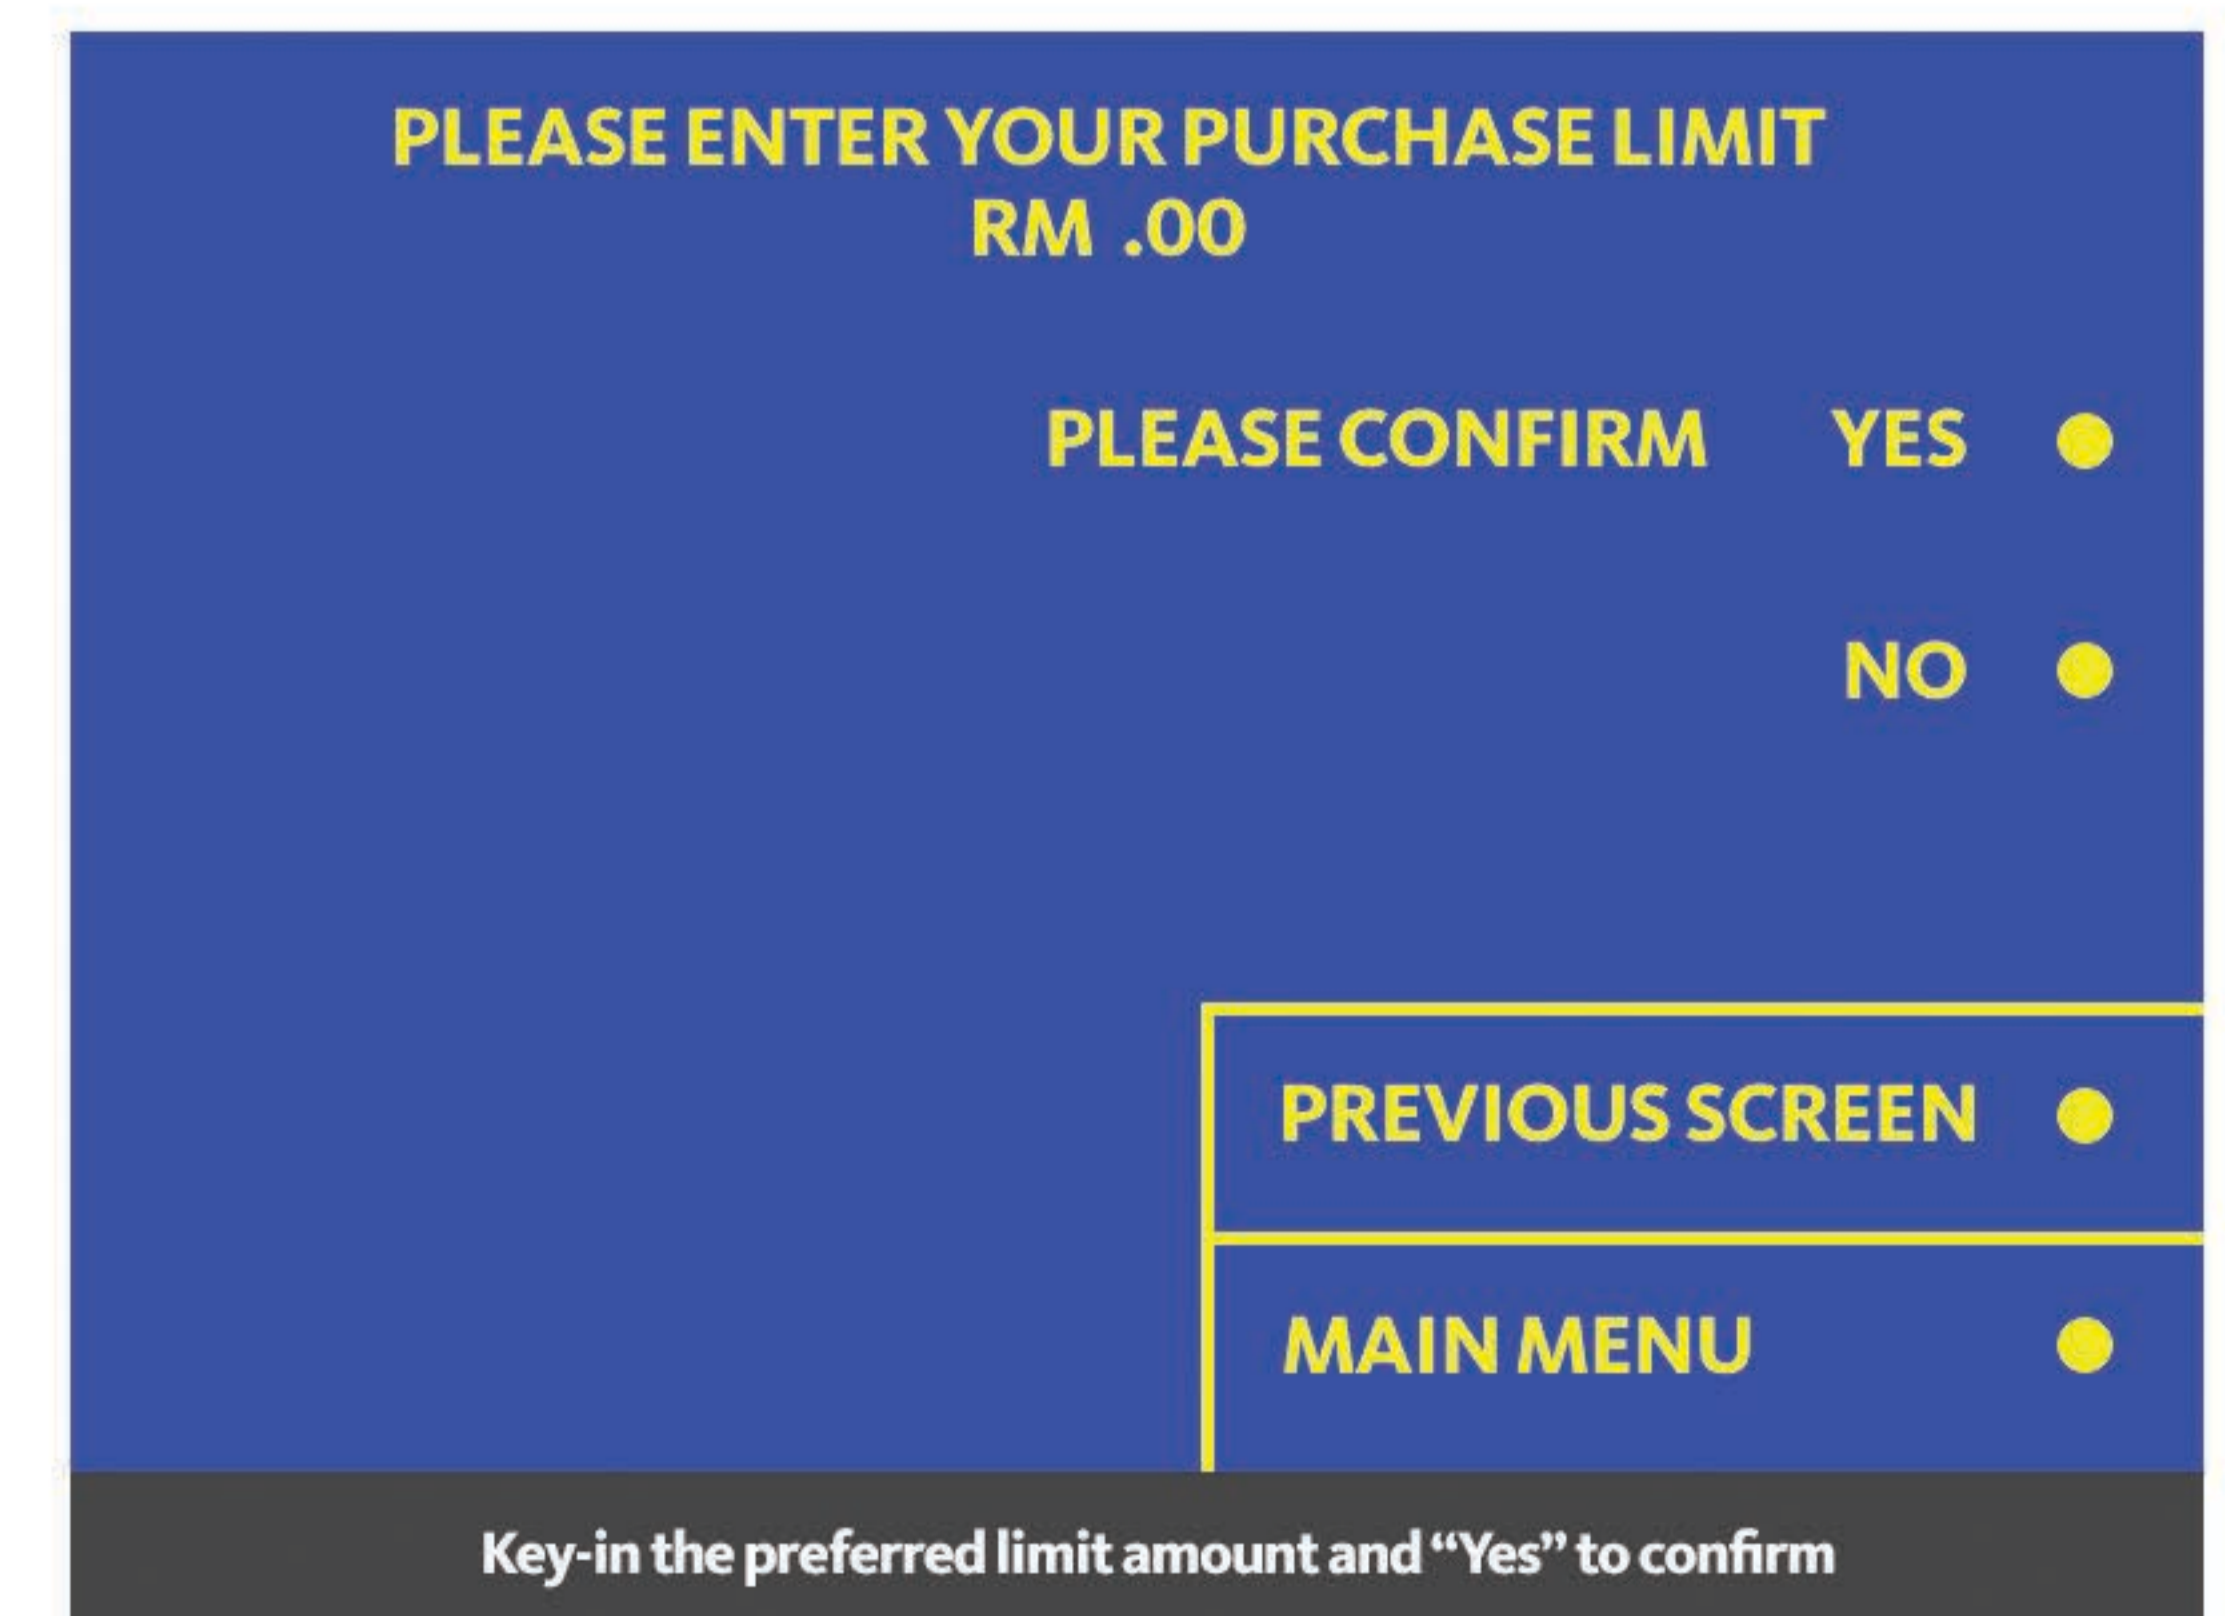 PLEASE ENTER YOUR PURCHASE LIMIT
RM .00
PLEASE CONFIRM YES
NO
PREVIOUS SCREEN
MAIN MENU
Key-in the preferred limit amount and “Yes” to confirm